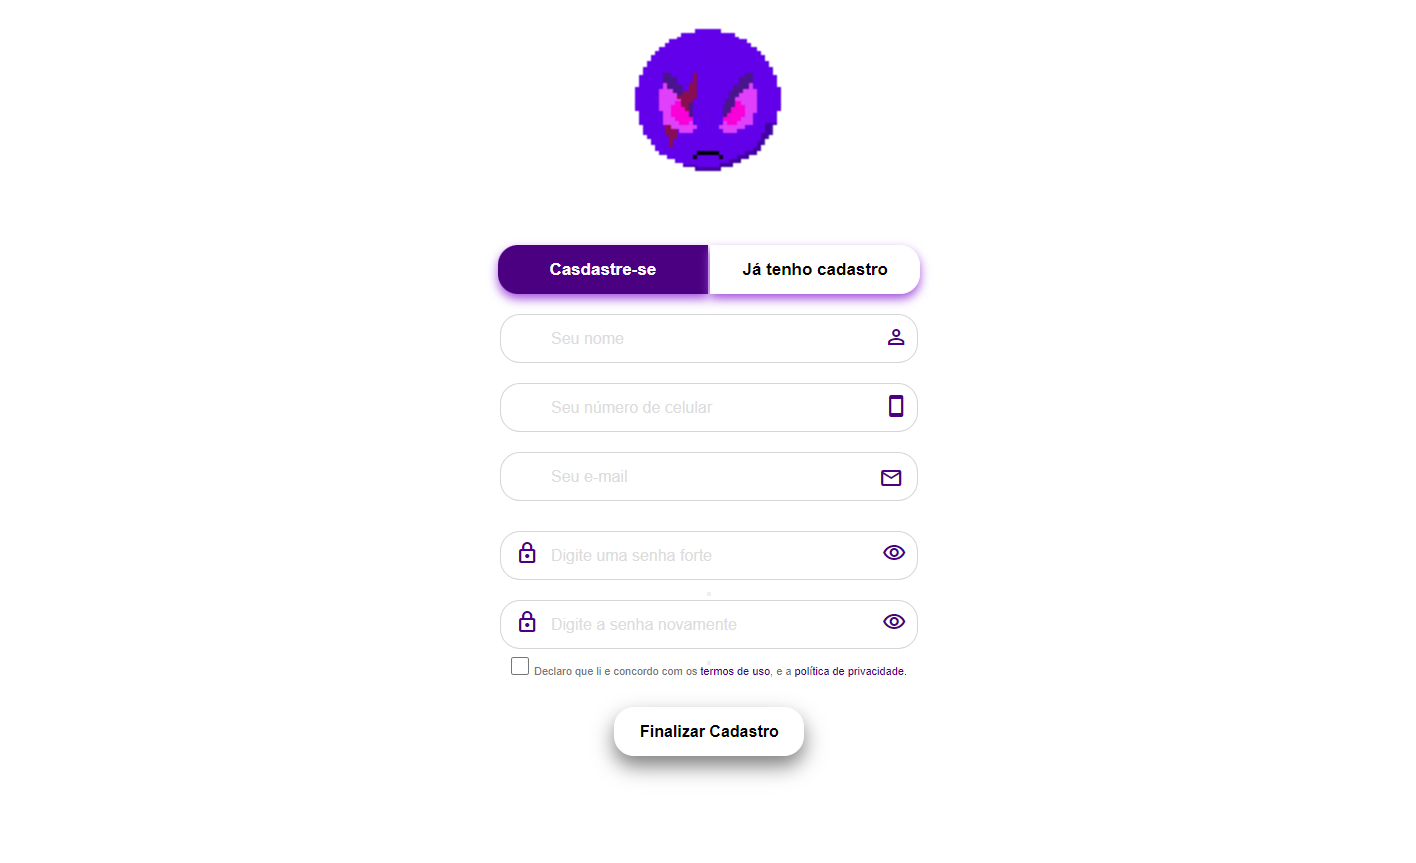 Casdastre-se
Já tenho cadastro
Seu nome
Seu número de celular
Seu e-mail
Digite uma senha forte
Digite a senha novamente
Declaro que li e concordo com os termos de uso, e a política de privacidade.
Finalizar Cadastro